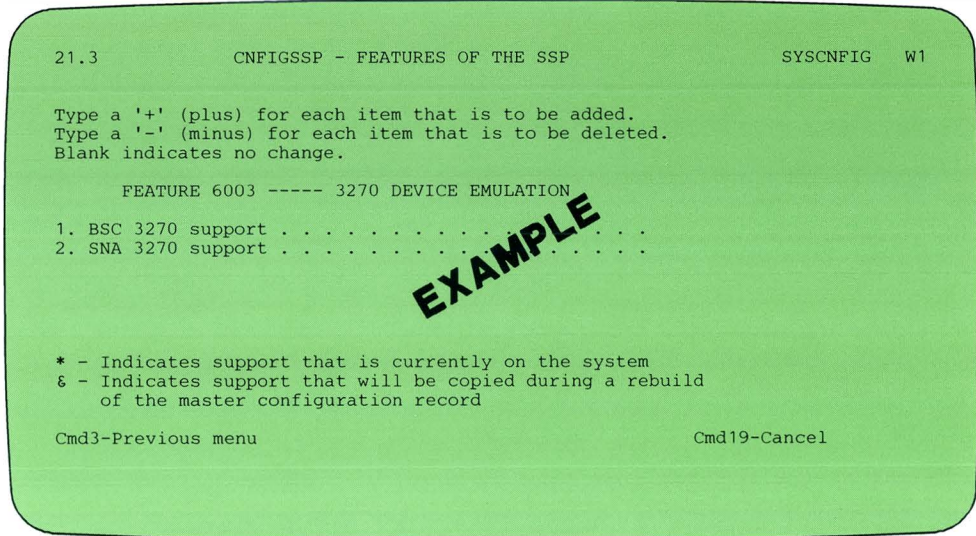 21.3 CNFIGSSP - FEATURES OF THE SSP SYSCNFIG W1
Type a '+' (plus) for each item that is to be added.
Type a '-' (minus) for each item that is to be deleted.
Blank indicates no change.
FEATURE 6003 ----- 3270 DEVICE EMULATION
1. BSC 3270 support . . . . . . . . . . . . . . . . .
2. SNA 3270 support . . . . . . . . . . . . . . . . .
EXAMPLE
* - Indicates support that is currently on the system
& - Indicates support that will be copied during a rebuild
of the master configuration record
Cmd3-Previous menu Cmd19-Cancel